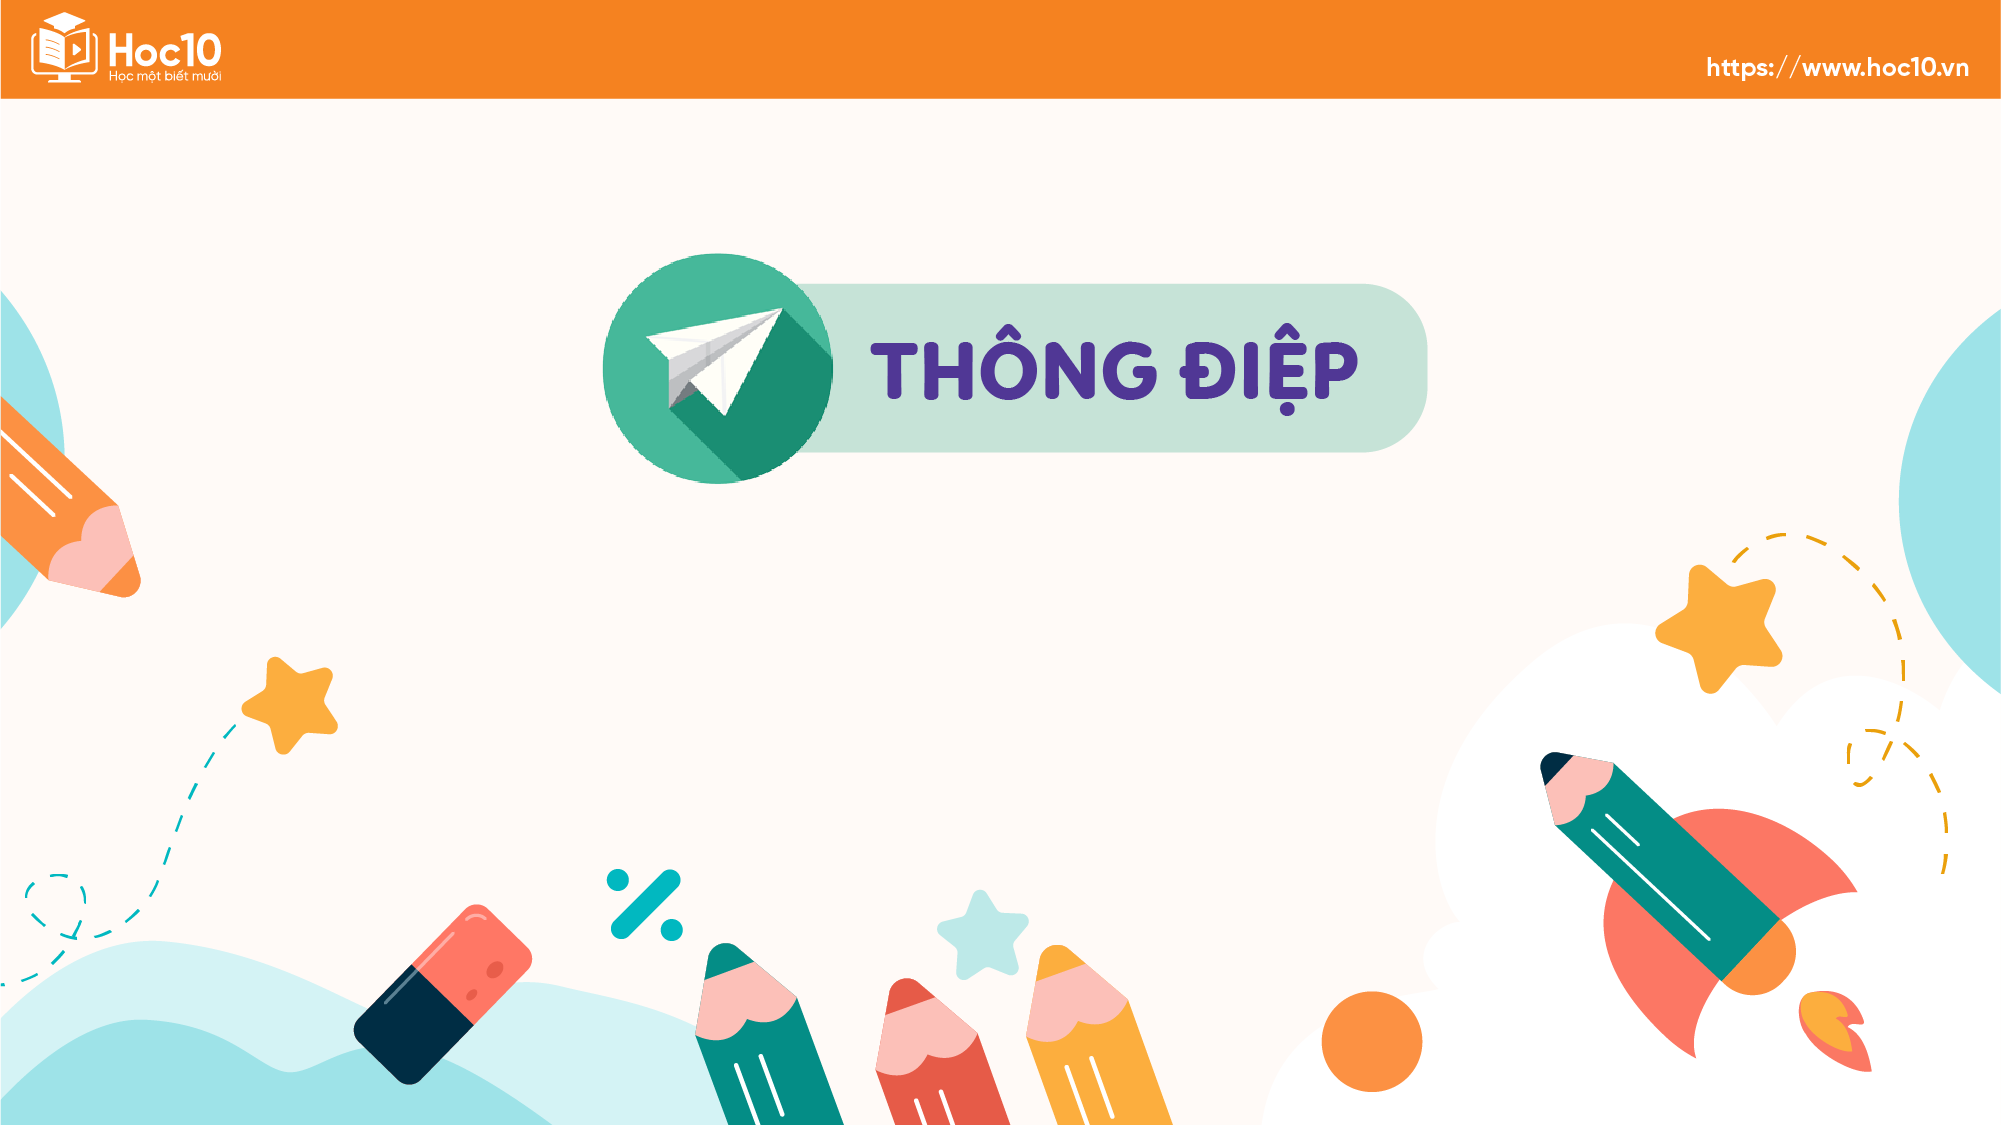 Hoc10
Học một biết mười
https://www.hoc10.vn
THÔNG ĐIỆP